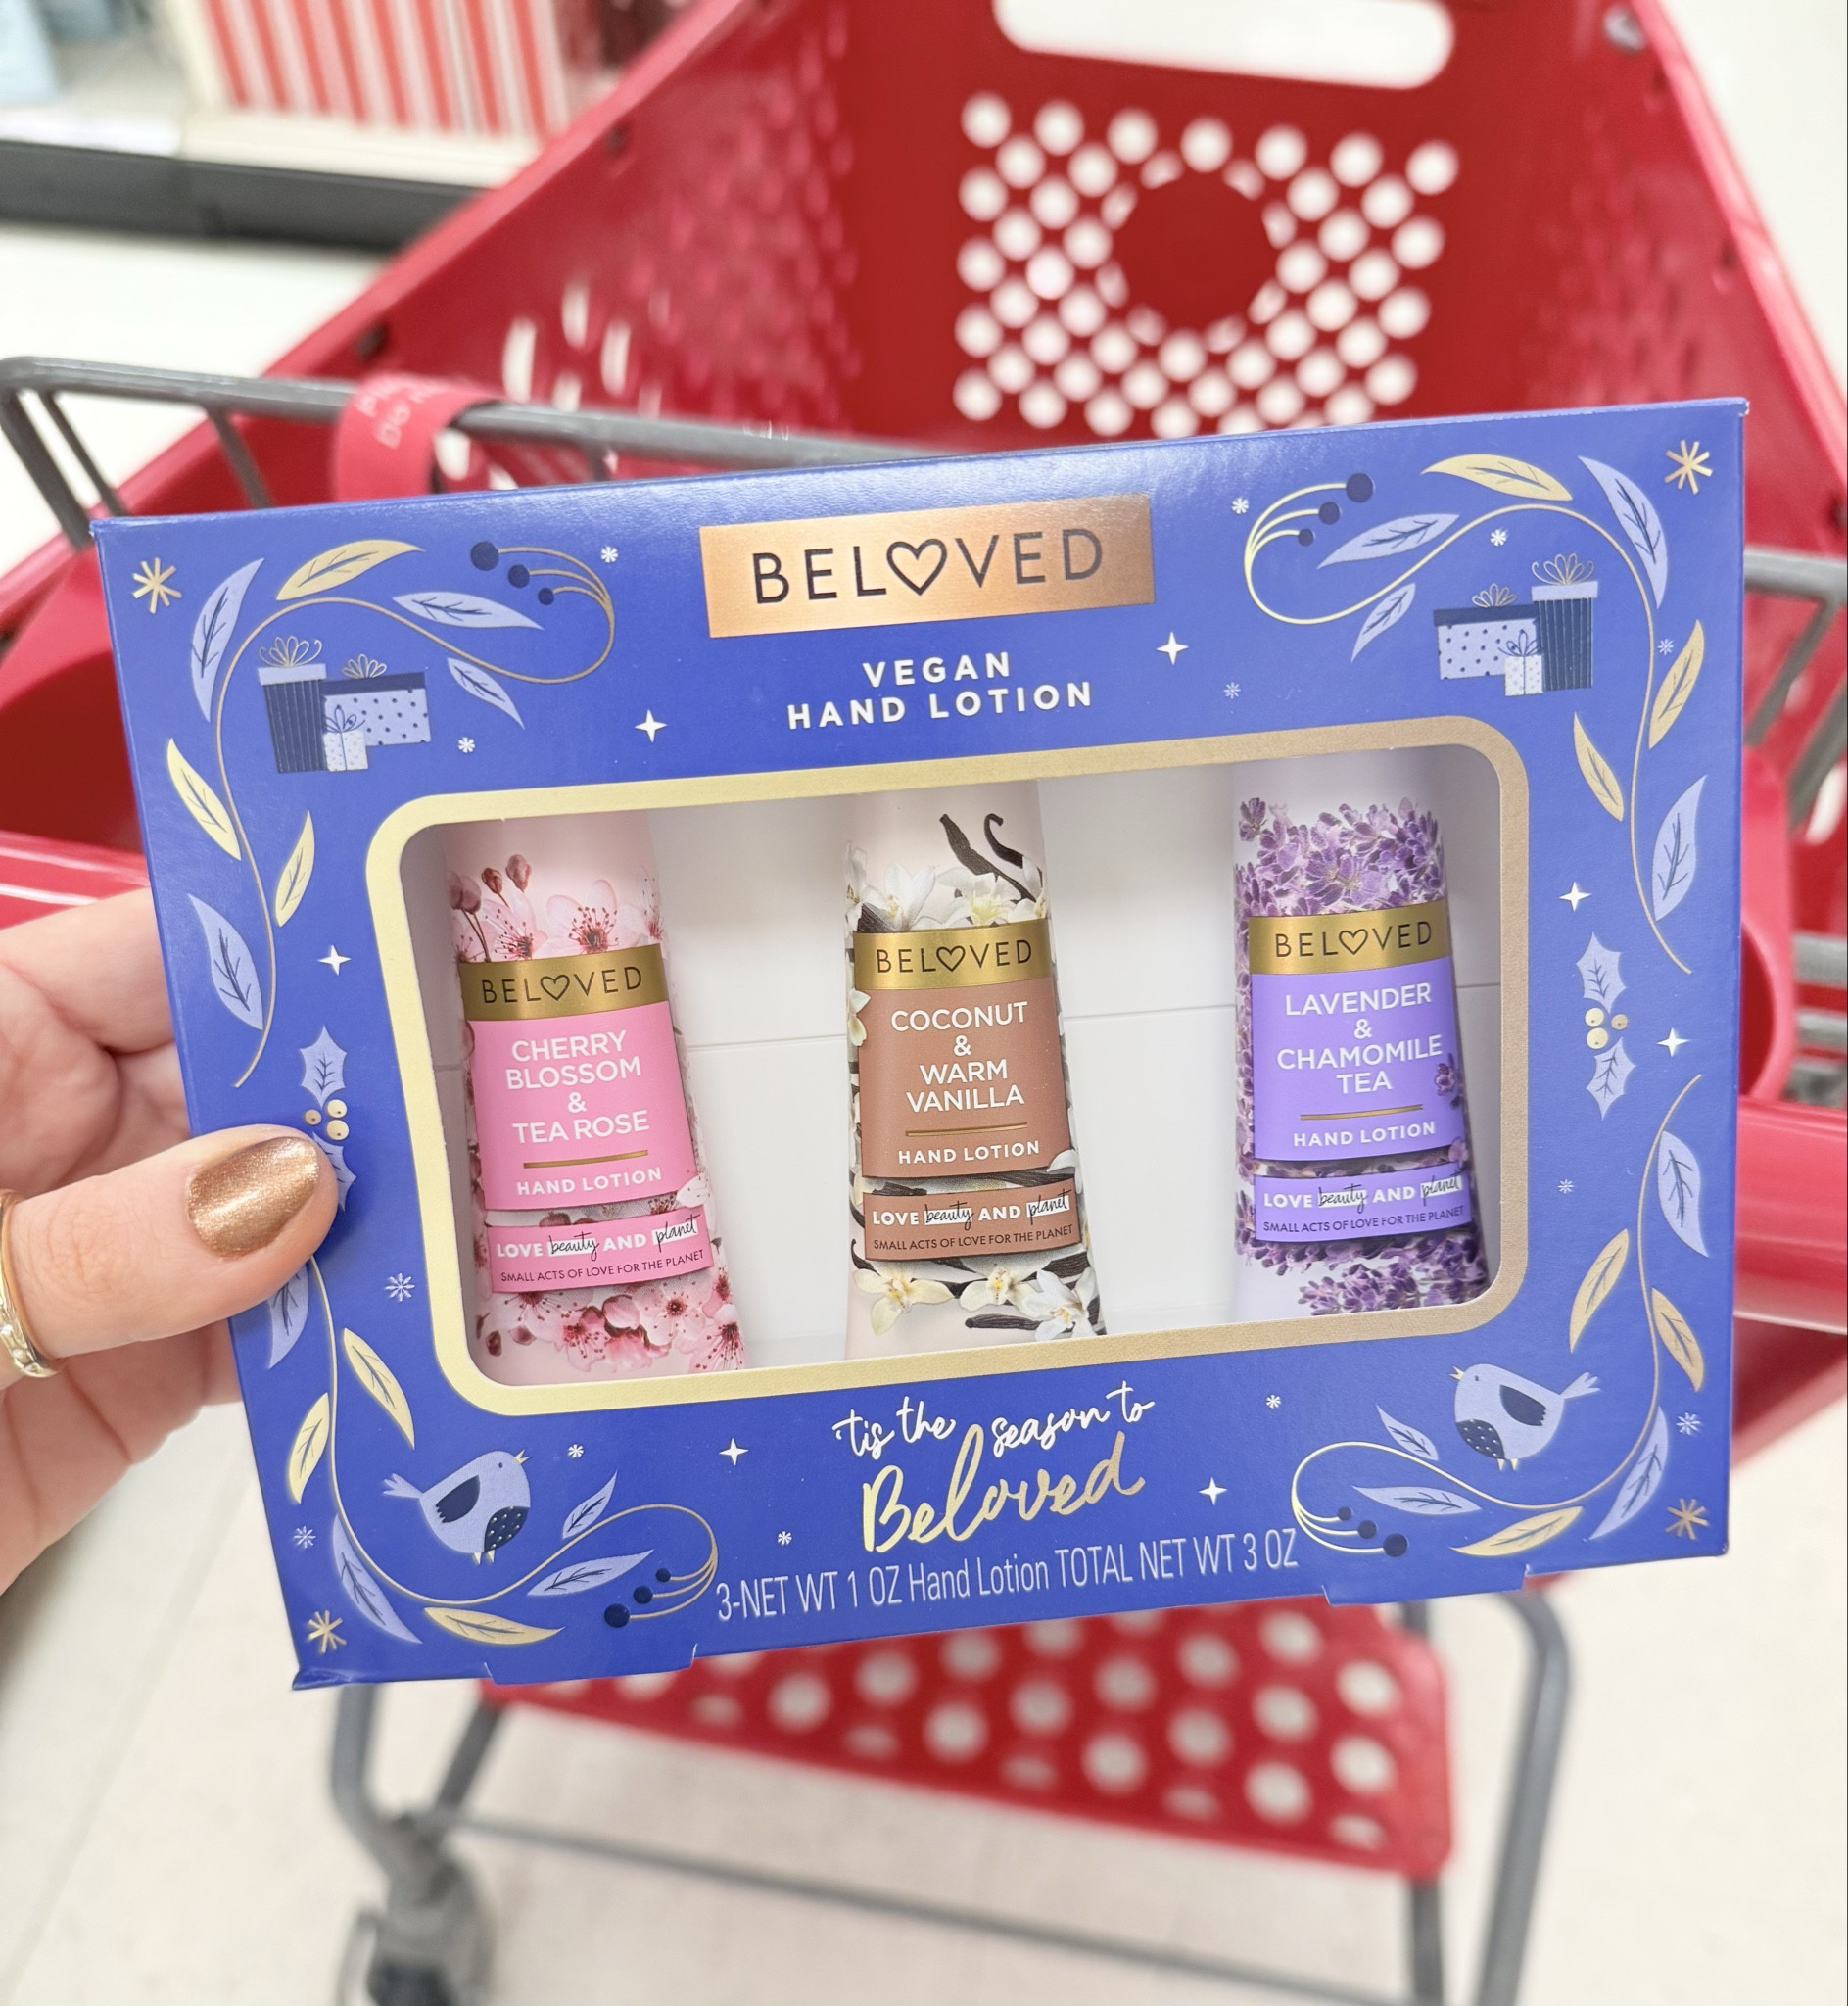 BELOVED
VEGAN
HAND LOTION
BELOVED
CHERRY
BLOSSOM
&
TEA ROSE
HAND LOTION
LOVE beauty AND planet
SMALL ACTS OF LOVE FOR THE PLANET
BELOVED
COCONUT
&
WARM
VANILLA
HAND LOTION
LOVE beauty AND planet
SMALL ACTS OF LOVE FOR THE PLANET
BELOVED
LAVENDER
&
CHAMOMILE
TEA
HAND LOTION
LOVE beauty AND planet
SMALL ACTS OF LOVE FOR THE PLANET
'tis the season to
Beloved
3-NET WT 1 OZ Hand Lotion TOTAL NET WT 3 OZ